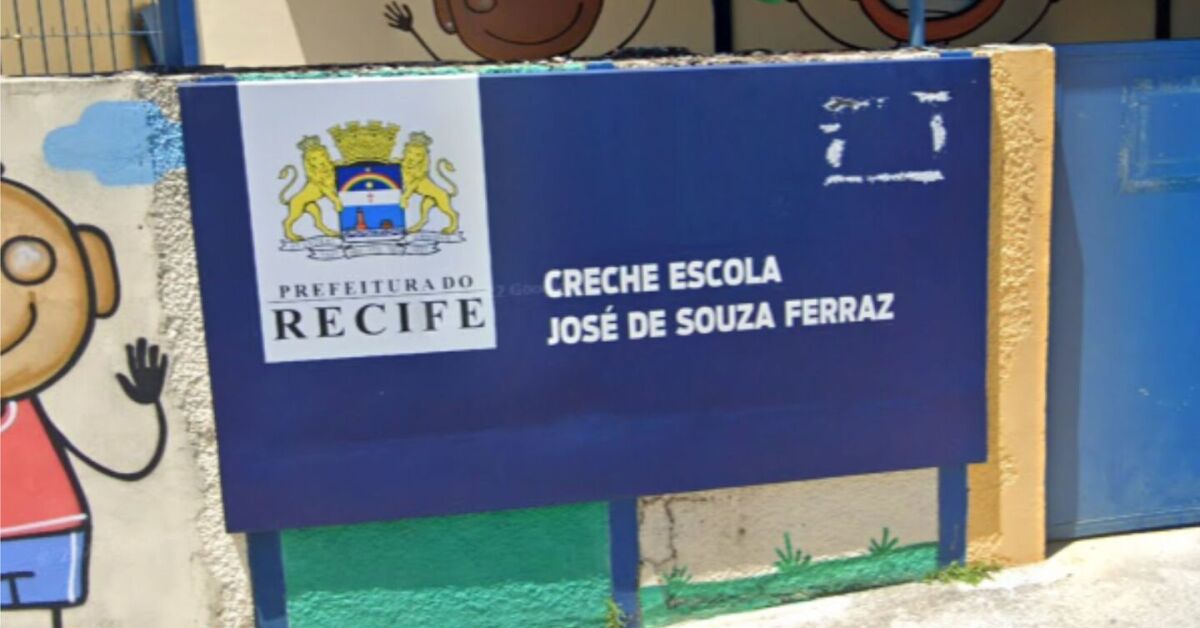 PREFEITURA DO
RECIFE
CRECHE ESCOLA
JOSÉ DE SOUZA FERRAZ